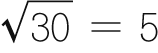 √30 = 5